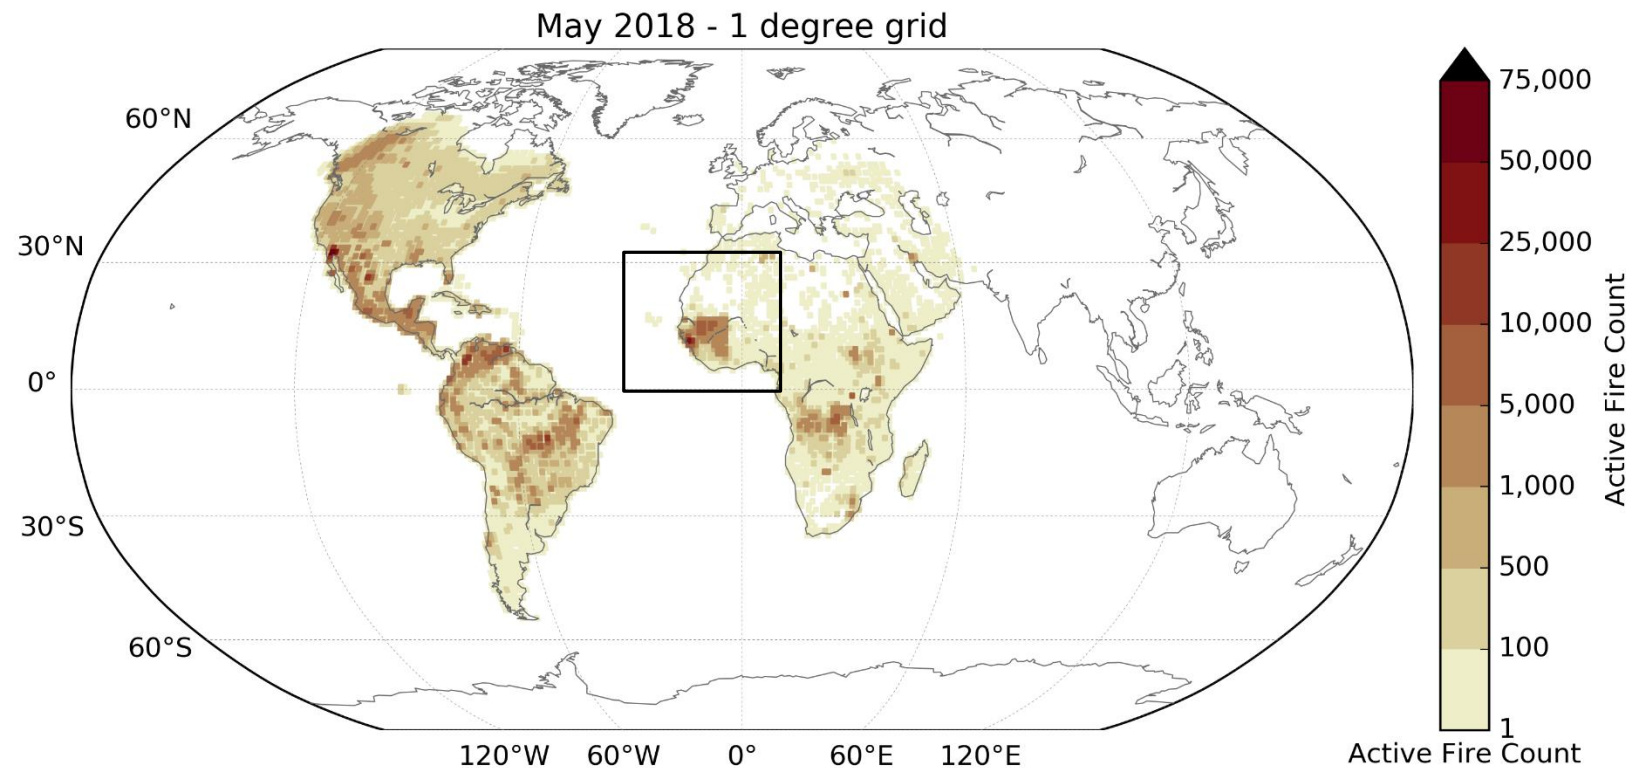 May 2018 - 1 degree grid
60°N
30°N
0°
30°S
60°S
120°W 60°W 0° 60°E 120°E
75,000
50,000
25,000
10,000
5,000
1,000
500
100
1
Active Fire Count
Active Fire Count